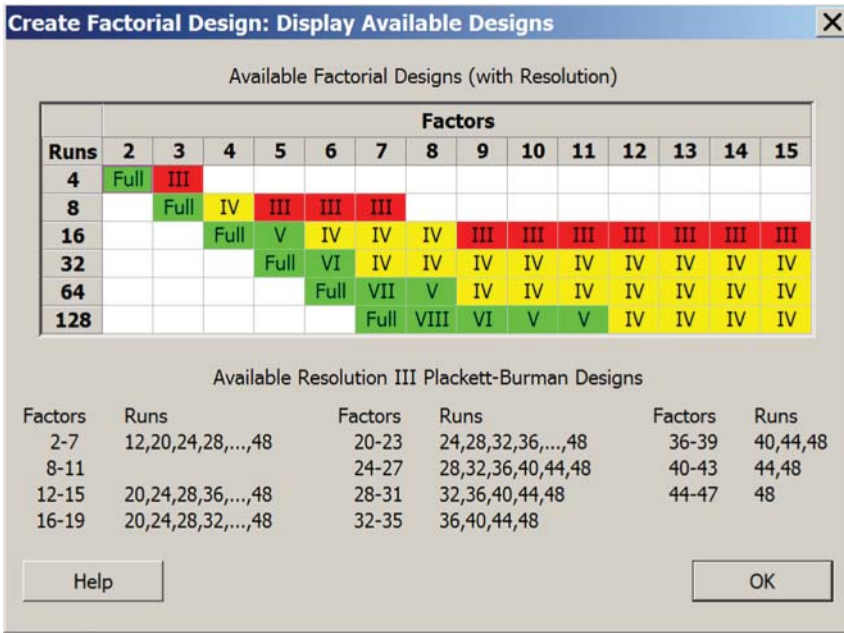 Create Factorial Design: Display Available Designs
Available Factorial Designs (with Resolution)
Factors
Runs 2 3 4 5 6 7 8 9 10 11 12 13 14 15
4 Full III
8 Full IV III III III
16 Full V IV IV IV III III III III III III III
32 Full VI IV IV IV IV IV IV IV IV IV
64 Full VII V IV IV IV IV IV IV IV
128 Full VIII VI V V IV IV IV IV
Available Resolution III Plackett-Burman Designs
Factors Runs Factors Runs Factors Runs
2-7 12,20,24,28,...,48 20-23 24,28,32,36,...,48 36-39 40,44,48
8-11 24-27 28,32,36,40,44,48 40-43 44,48
12-15 20,24,28,36,...,48 28-31 32,36,40,44,48 44-47 48
16-19 20,24,28,32,...,48 32-35 36,40,44,48
Help OK